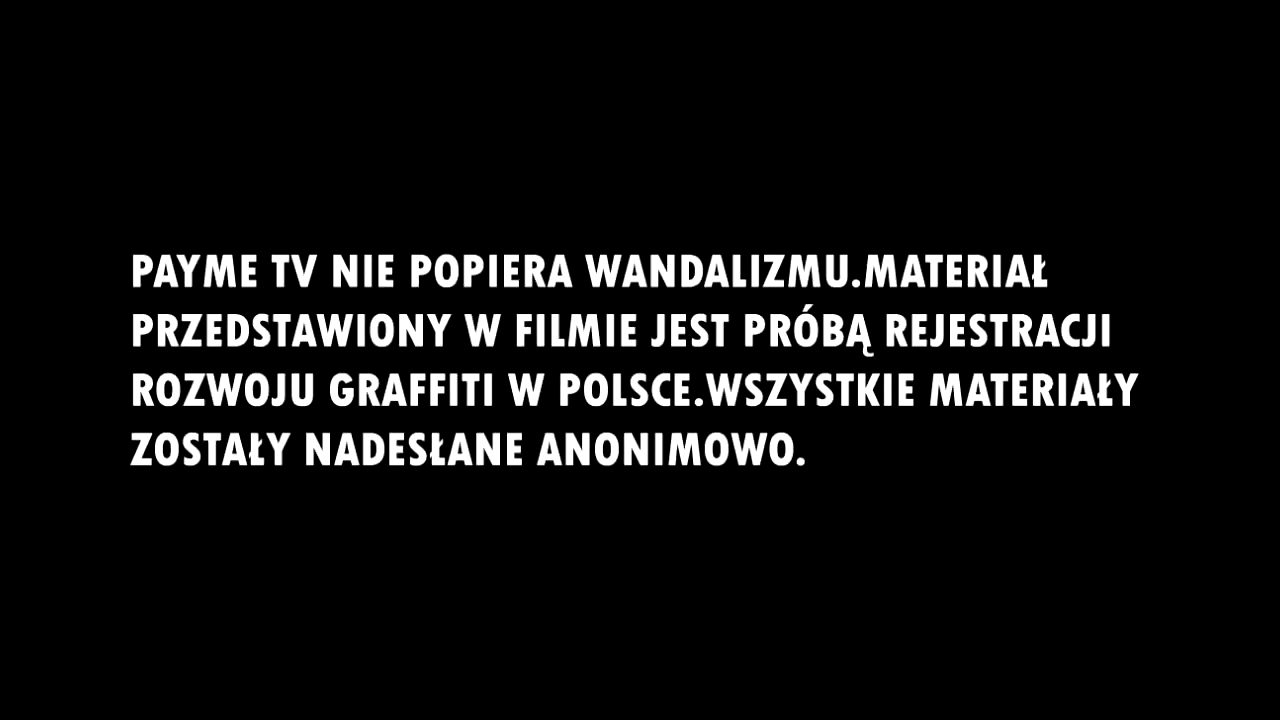 PAYME TV NIE POPIERA WANDALIZMU.MATERIAŁ
PRZEDSTAWIONY W FILMIE JEST PRÓBĄ REJESTRACJI
ROZWOJU GRAFFITI W POLSCE.WSZYSTKIE MATERIAŁY
ZOSTAŁY NADESŁANE ANONIMOWO.